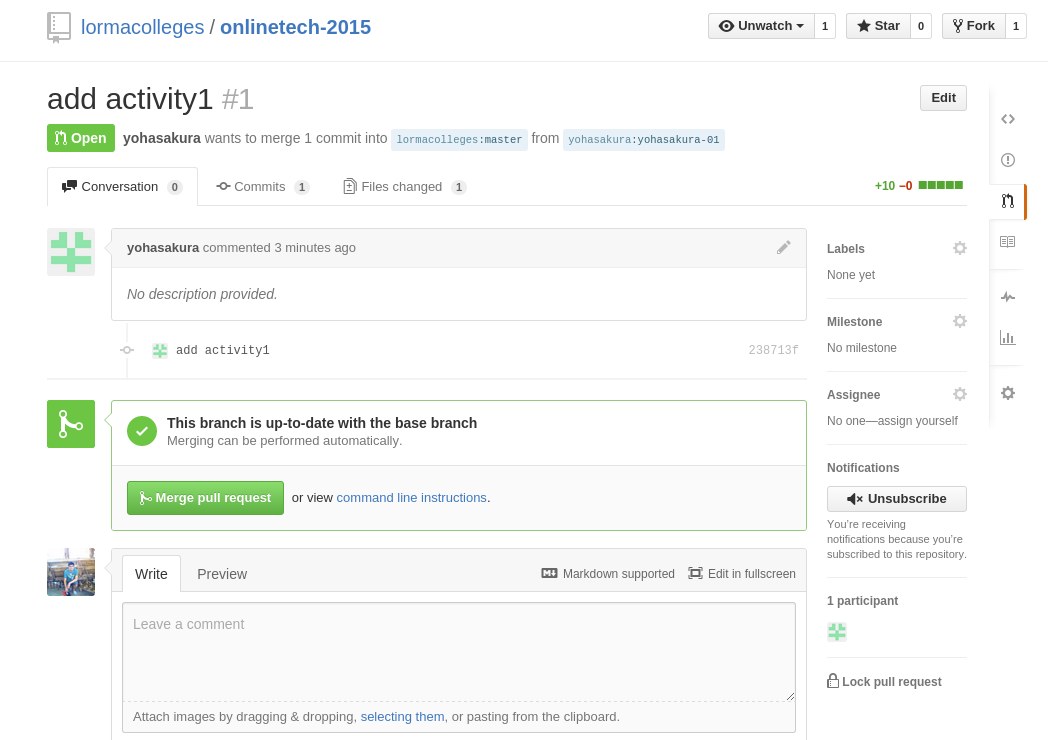 lormacolleges / onlinetech-2015
Unwatch 1 Star 0 Fork 1
add activity1 #1
Edit
Open yohasakura wants to merge 1 commit into lormacolleges:master from yohasakura:yohasakura-01
Conversation 0 Commits 1 Files changed 1 +10 −0
yohasakura commented 3 minutes ago
No description provided.
add activity1 238713f
This branch is up-to-date with the base branch
Merging can be performed automatically.
Merge pull request or view command line instructions.
Write Preview Markdown supported Edit in fullscreen
Leave a comment
Attach images by dragging & dropping, selecting them, or pasting from the clipboard.
Labels
None yet
Milestone
No milestone
Assignee
No one—assign yourself
Notifications
Unsubscribe
You’re receiving
notifications because you’re
subscribed to this repository.
1 participant
Lock pull request